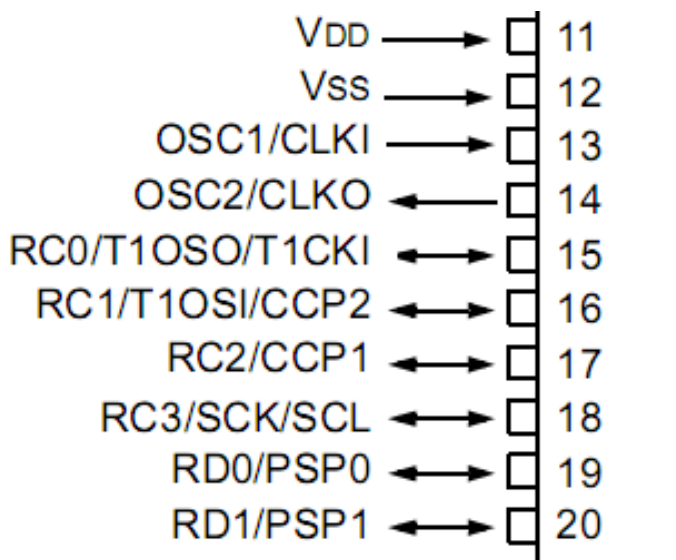 VDD 11
VSS 12
OSC1/CLKI 13
OSC2/CLKO 14
RC0/T1OSO/T1CKI 15
RC1/T1OSI/CCP2 16
RC2/CCP1 17
RC3/SCK/SCL 18
RD0/PSP0 19
RD1/PSP1 20